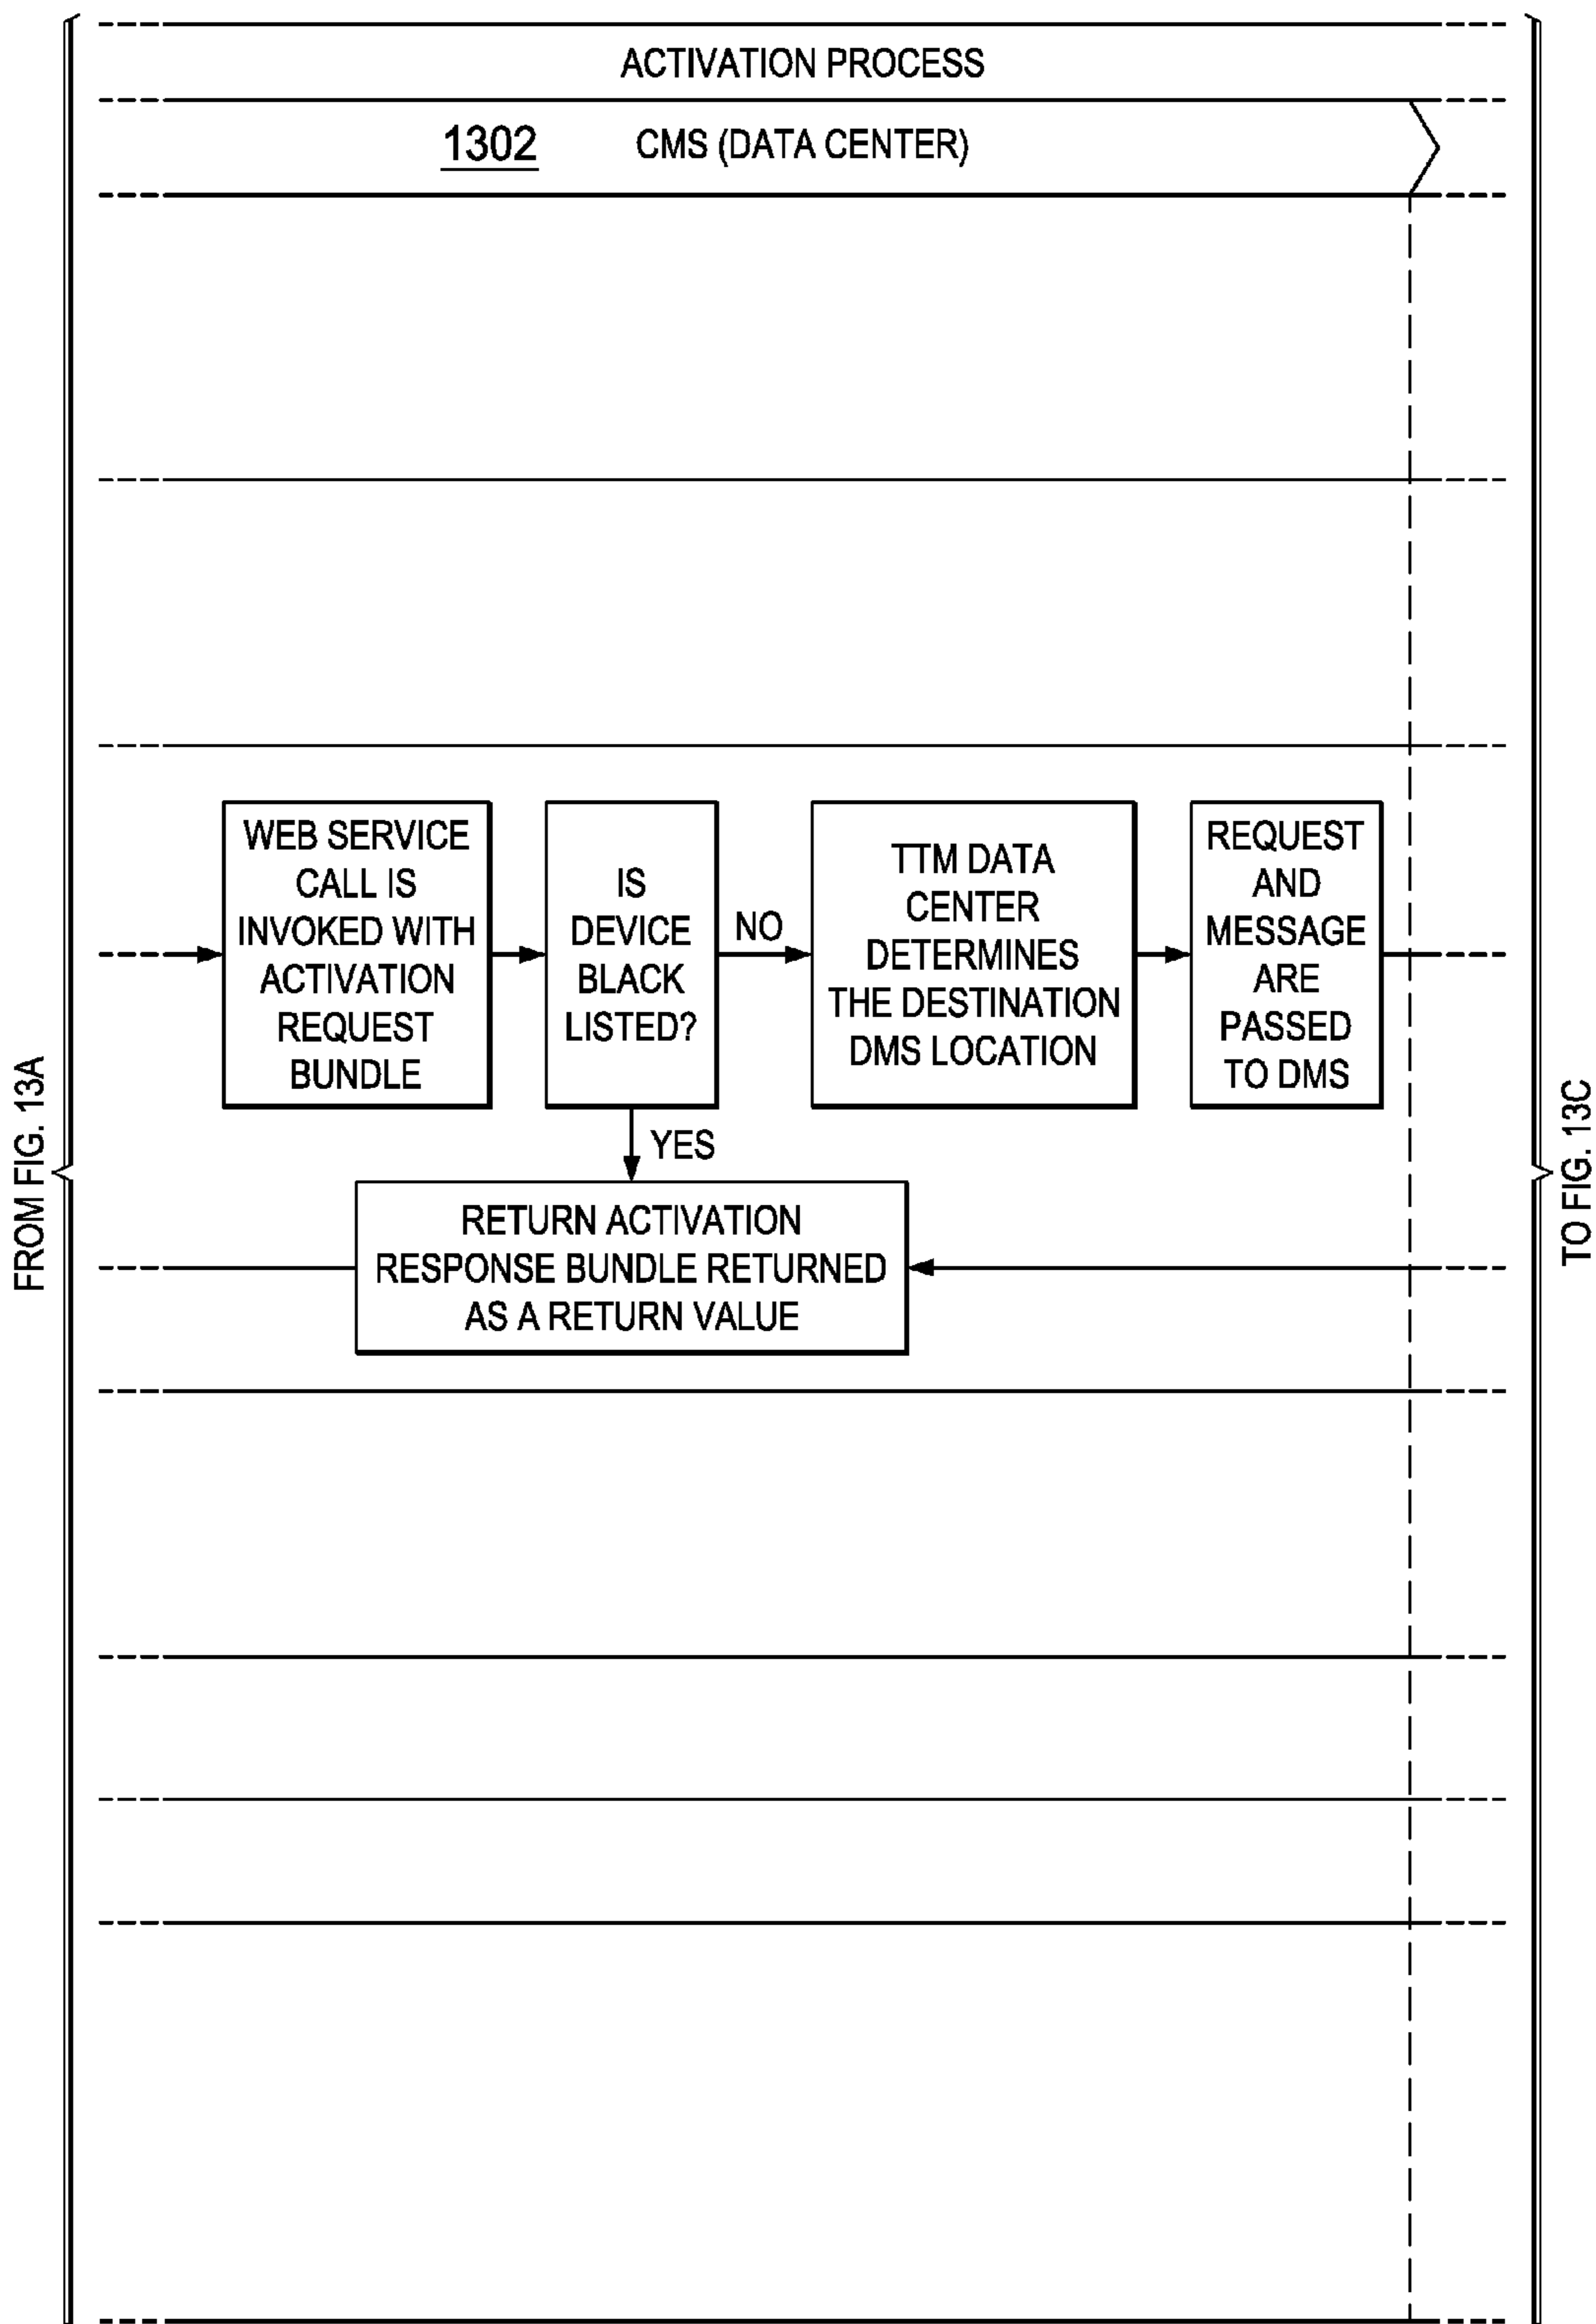 ACTIVATION PROCESS
1302 CMS (DATA CENTER)
FROM FIG. 13A
WEB SERVICE
CALL IS
INVOKED WITH
ACTIVATION
REQUEST
BUNDLE
IS
DEVICE
BLACK
LISTED?
NO
TTM DATA
CENTER
DETERMINES
THE DESTINATION
DMS LOCATION
REQUEST
AND
MESSAGE
ARE
PASSED
TO DMS
YES
RETURN ACTIVATION
RESPONSE BUNDLE RETURNED
AS A RETURN VALUE
TO FIG. 13C